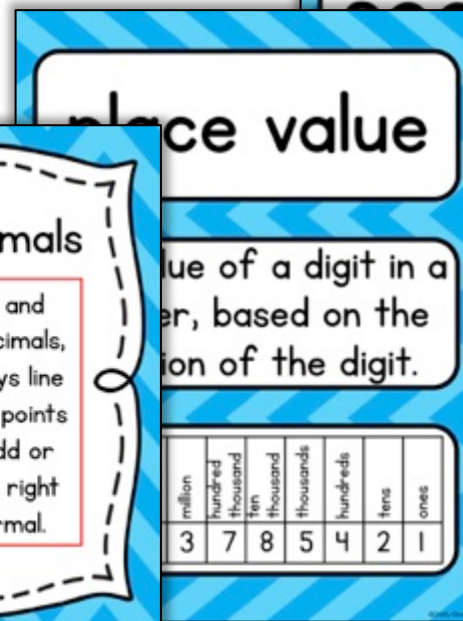 place value
lue of a digit in a
er, based on the
ion of the digit.
million
hundred
thousand
ten
thousand
thousands
hundreds
tens
ones
3 7 8 5 4 2 1
mals
and
cimals,
ys line
points
dd or
right
rmal.